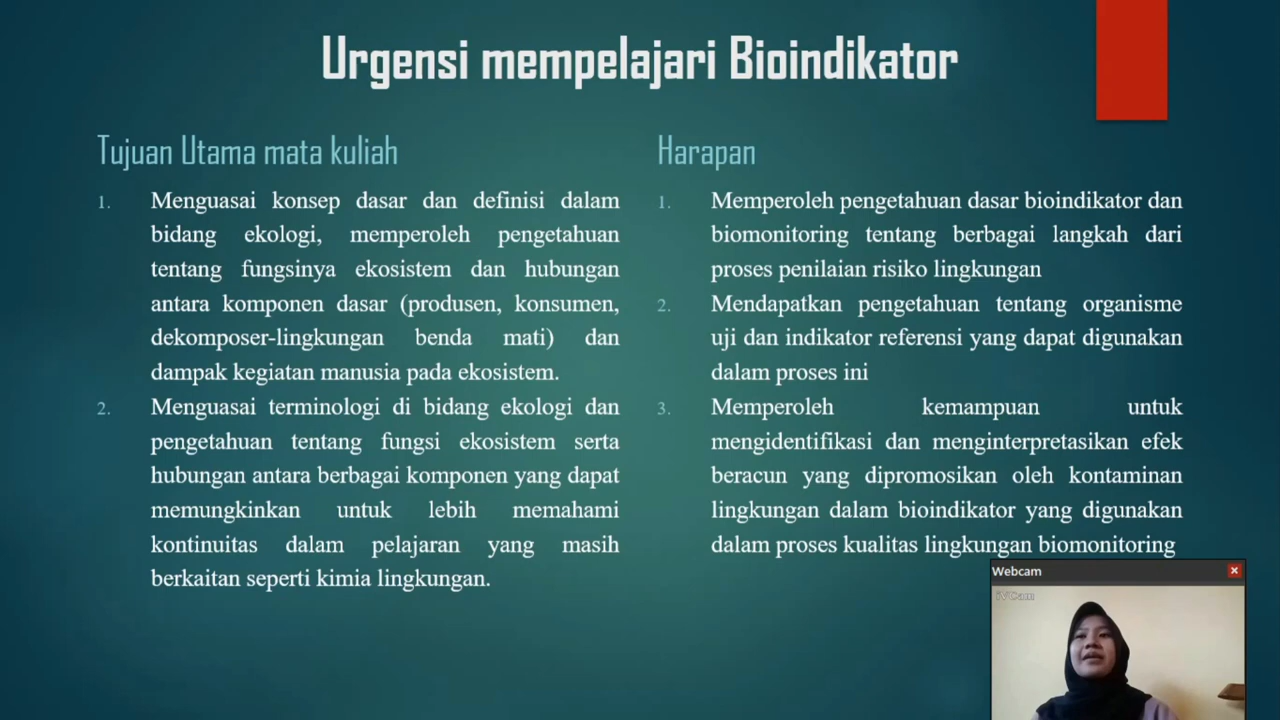 Urgensi mempelajari Bioindikator
Tujuan Utama mata kuliah
1. Menguasai konsep dasar dan definisi dalam
bidang ekologi, memperoleh pengetahuan
tentang fungsinya ekosistem dan hubungan
antara komponen dasar (produsen, konsumen,
dekomposer-lingkungan benda mati) dan
dampak kegiatan manusia pada ekosistem.
2. Menguasai terminologi di bidang ekologi dan
pengetahuan tentang fungsi ekosistem serta
hubungan antara berbagai komponen yang dapat
memungkinkan untuk lebih memahami
kontinuitas dalam pelajaran yang masih
berkaitan seperti kimia lingkungan.
Harapan
1. Memperoleh pengetahuan dasar bioindikator dan
biomonitoring tentang berbagai langkah dari
proses penilaian risiko lingkungan
2. Mendapatkan pengetahuan tentang organisme
uji dan indikator referensi yang dapat digunakan
dalam proses ini
3. Memperoleh kemampuan untuk
mengidentifikasi dan menginterpretasikan efek
beracun yang dipromosikan oleh kontaminan
lingkungan dalam bioindikator yang digunakan
dalam proses kualitas lingkungan biomonitoring
Webcam
iVCam